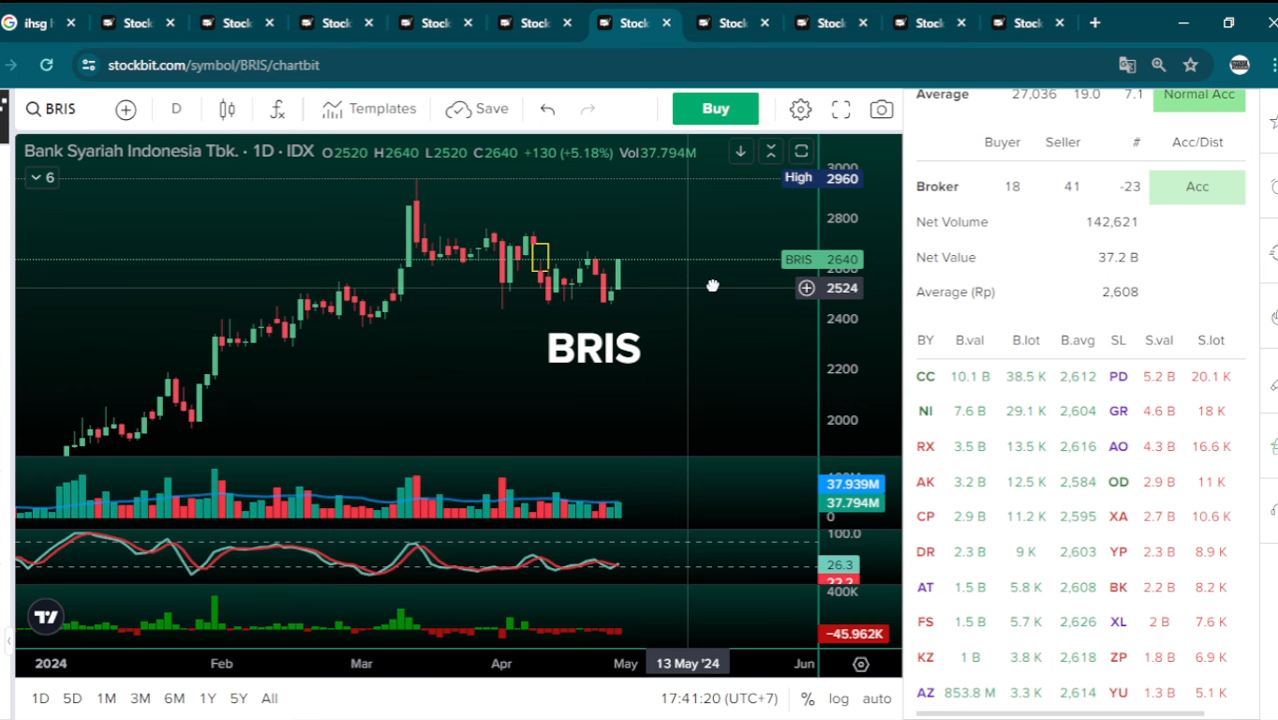 ihsg
Stock Stock Stock Stock Stock Stock Stock Stock Stock Stock
stockbit.com/symbol/BRIS/chartbit
BRIS D Templates Save Buy
Average 27,036 19.0 7.1 Normal Acc
Bank Syariah Indonesia Tbk. · 1D · IDX O2520 H2640 L2520 C2640 +130 (+5.18%) Vol37.794M
6
Buyer Seller # Acc/Dist
Broker 18 41 -23 Acc
Net Volume 142,621
Net Value 37.2 B
Average (Rp) 2,608
BY B.val B.lot B.avg SL S.val S.lot
CC 10.1 B 38.5 K 2,612 PD 5.2 B 20.1 K
NI 7.6 B 29.1 K 2,604 GR 4.6 B 18 K
RX 3.5 B 13.5 K 2,616 AO 4.3 B 16.6 K
AK 3.2 B 12.5 K 2,584 OD 2.9 B 11 K
CP 2.9 B 11.2 K 2,595 XA 2.7 B 10.6 K
DR 2.3 B 9 K 2,603 YP 2.3 B 8.9 K
AT 1.5 B 5.8 K 2,608 BK 2.2 B 8.2 K
FS 1.5 B 5.7 K 2,626 XL 2 B 7.6 K
KZ 1 B 3.8 K 2,618 ZP 1.8 B 6.9 K
AZ 853.8 M 3.3 K 2,614 YU 1.3 B 5.1 K
3000
High 2960
2800
BRIS 2640
2600
2524
2400
BRIS
2200
2000
37.939M
37.794M
0
100.0
26.3
400K
−45.962K
2024 Feb Mar Apr May 13 May '24 Jun
1D 5D 1M 3M 6M 1Y 5Y All 17:41:20 (UTC+7) % log auto